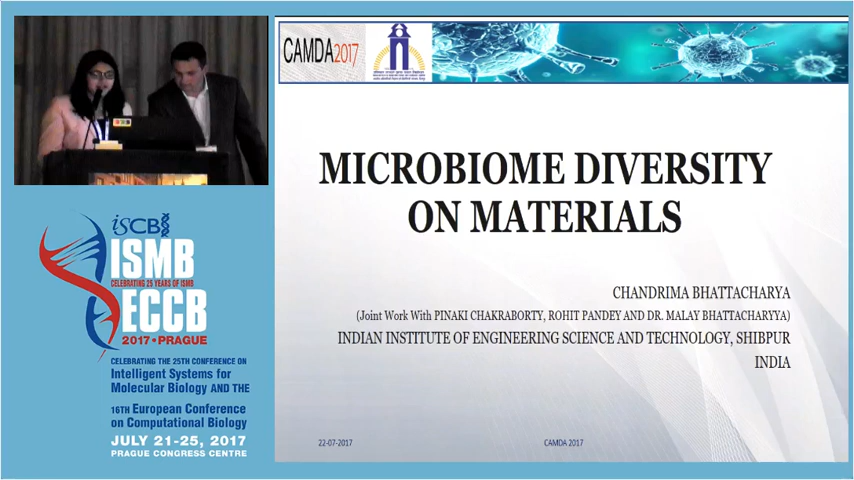 CAMDA2017
MICROBIOME DIVERSITY
ON MATERIALS
CHANDRIMA BHATTACHARYA
(Joint Work With PINAKI CHAKRABORTY, ROHIT PANDEY AND DR. MALAY BHATTACHARYYA)
INDIAN INSTITUTE OF ENGINEERING SCIENCE AND TECHNOLOGY, SHIBPUR
INDIA
22-07-2017
CAMDA 2017
iSCB
ISMB
CELEBRATING 25 YEARS OF ISMB
ECCB
2017 • PRAGUE
CELEBRATING THE 25TH CONFERENCE ON
Intelligent Systems for
Molecular Biology AND THE
16TH European Conference
on Computational Biology
JULY 21-25, 2017
PRAGUE CONGRESS CENTRE